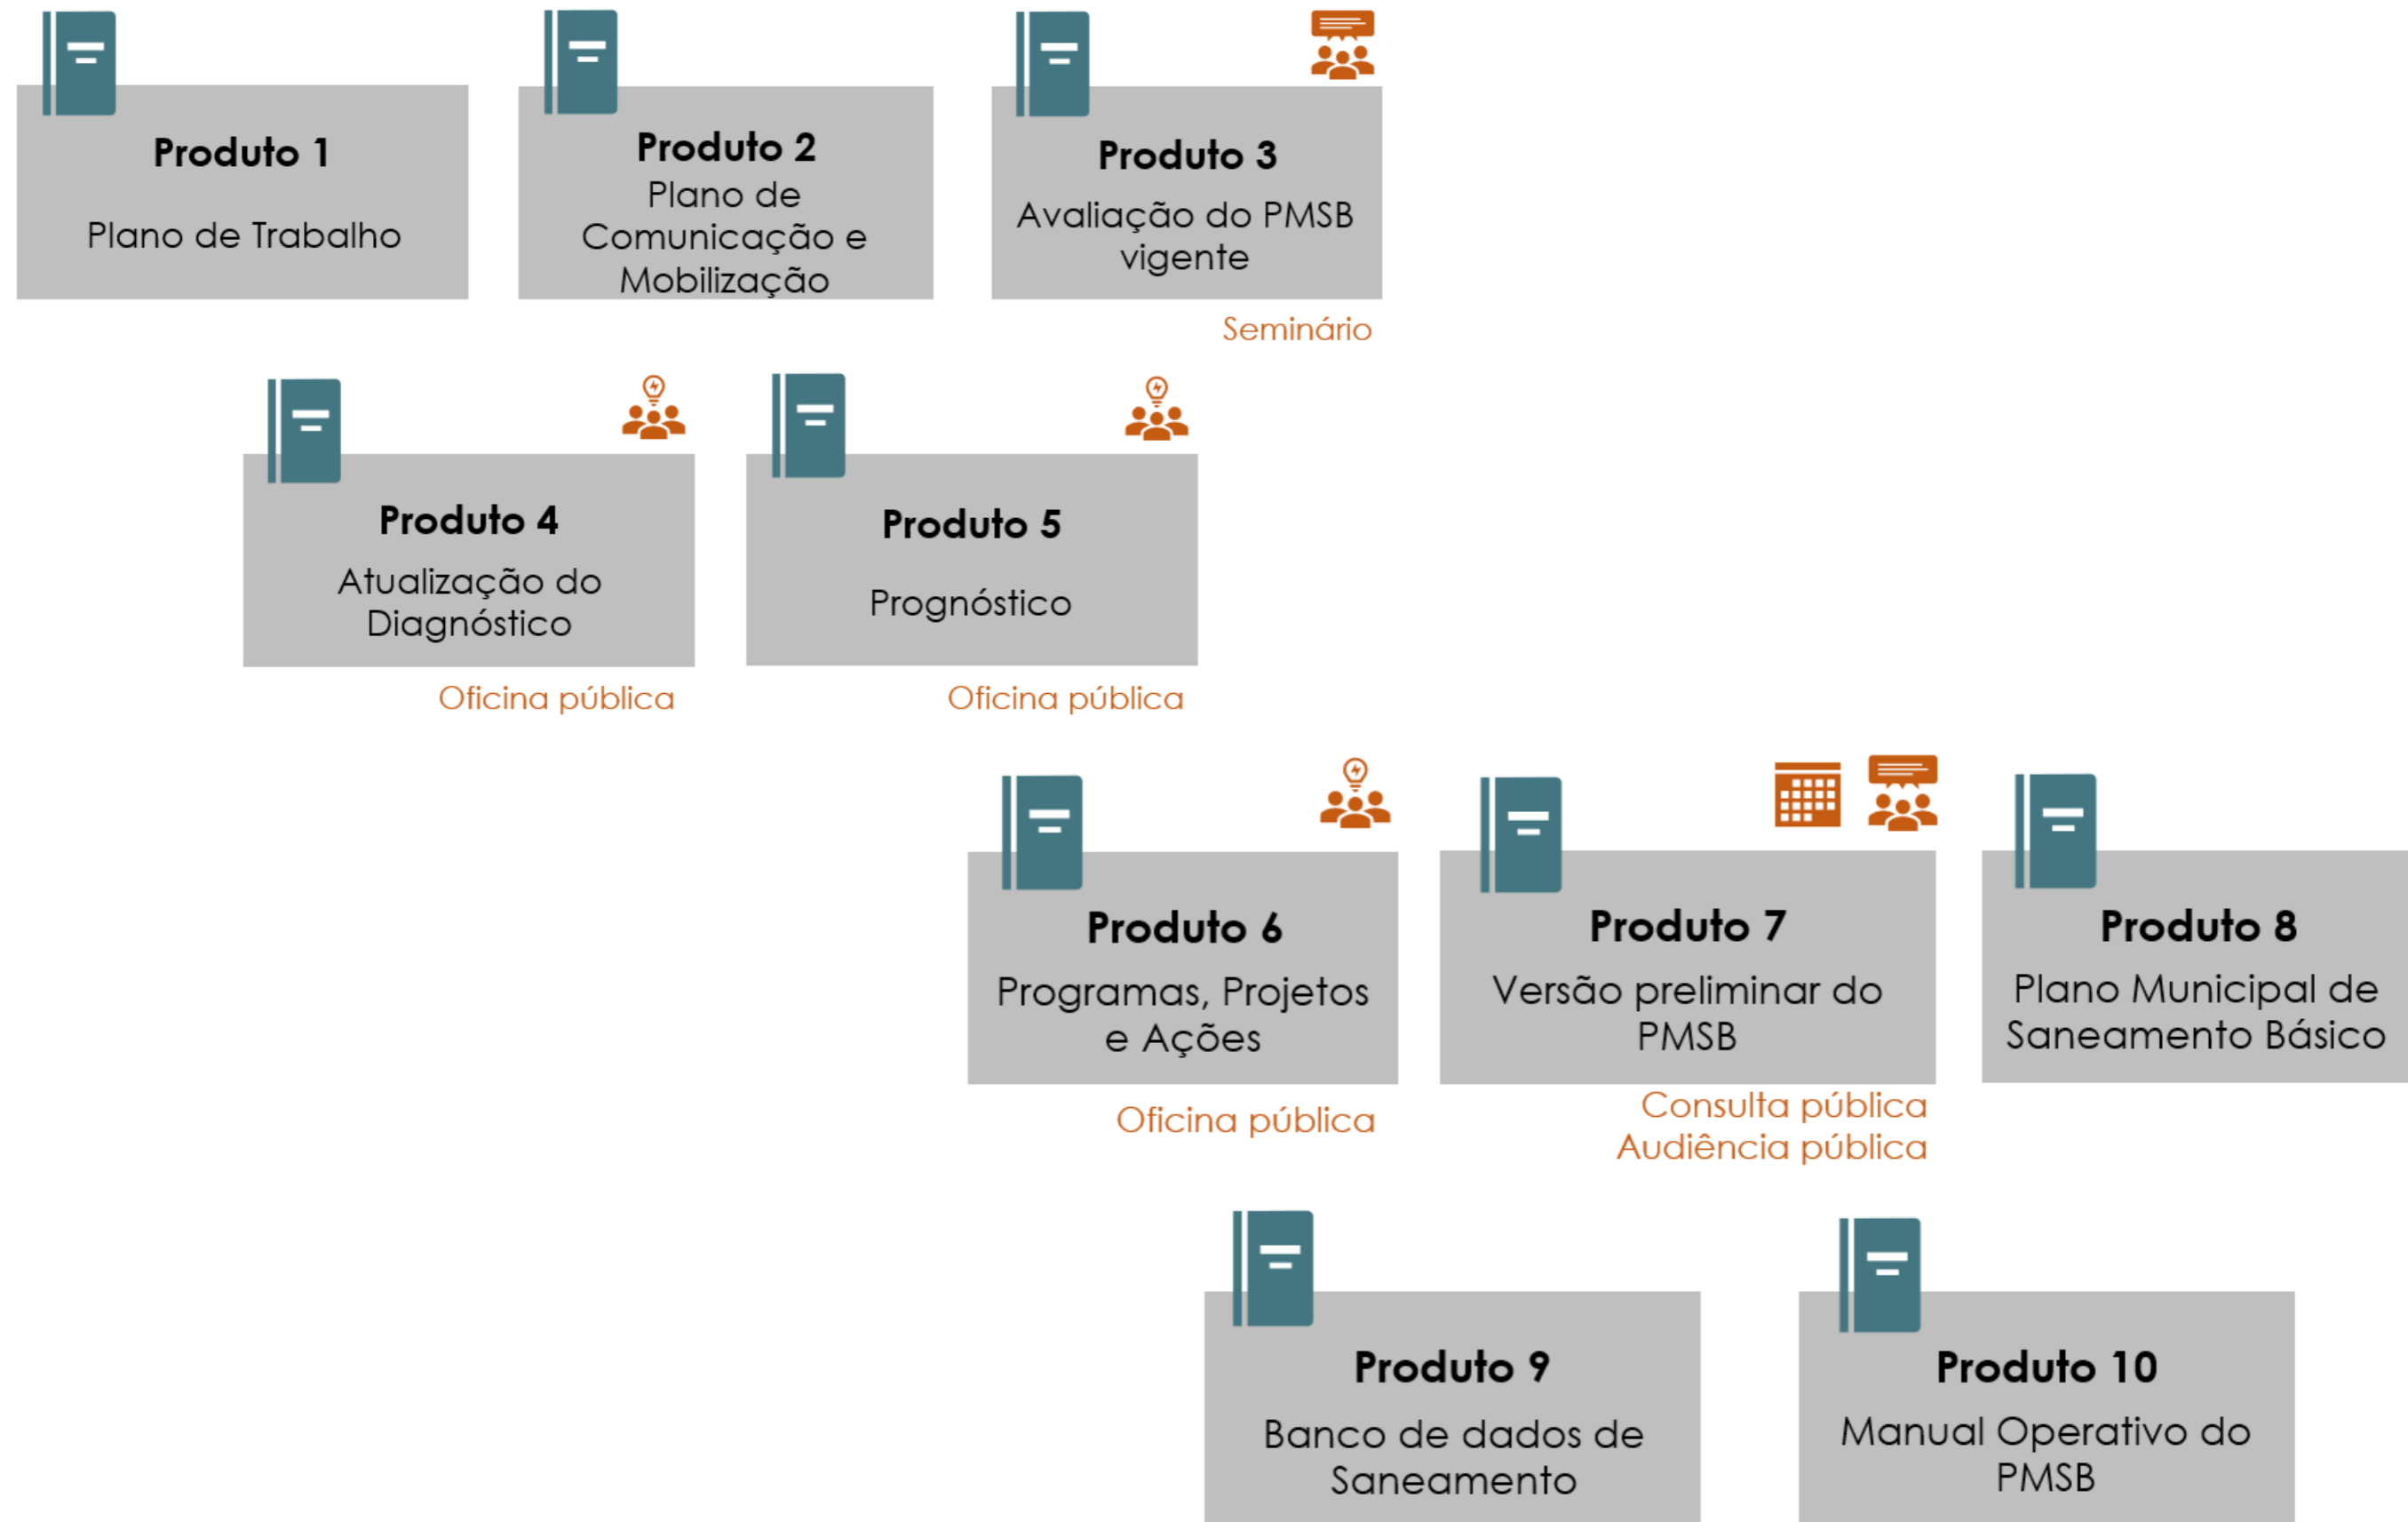 Produto 1
Plano de Trabalho
Produto 2
Plano de
Comunicação e
Mobilização
Produto 3
Avaliação do PMSB
vigente
Seminário
Produto 4
Atualização do
Diagnóstico
Oficina pública
Produto 5
Prognóstico
Oficina pública
Produto 6
Programas, Projetos
e Ações
Oficina pública
Produto 7
Versão preliminar do
PMSB
Consulta pública
Audiência pública
Produto 8
Plano Municipal de
Saneamento Básico
Produto 9
Banco de dados de
Saneamento
Produto 10
Manual Operativo do
PMSB